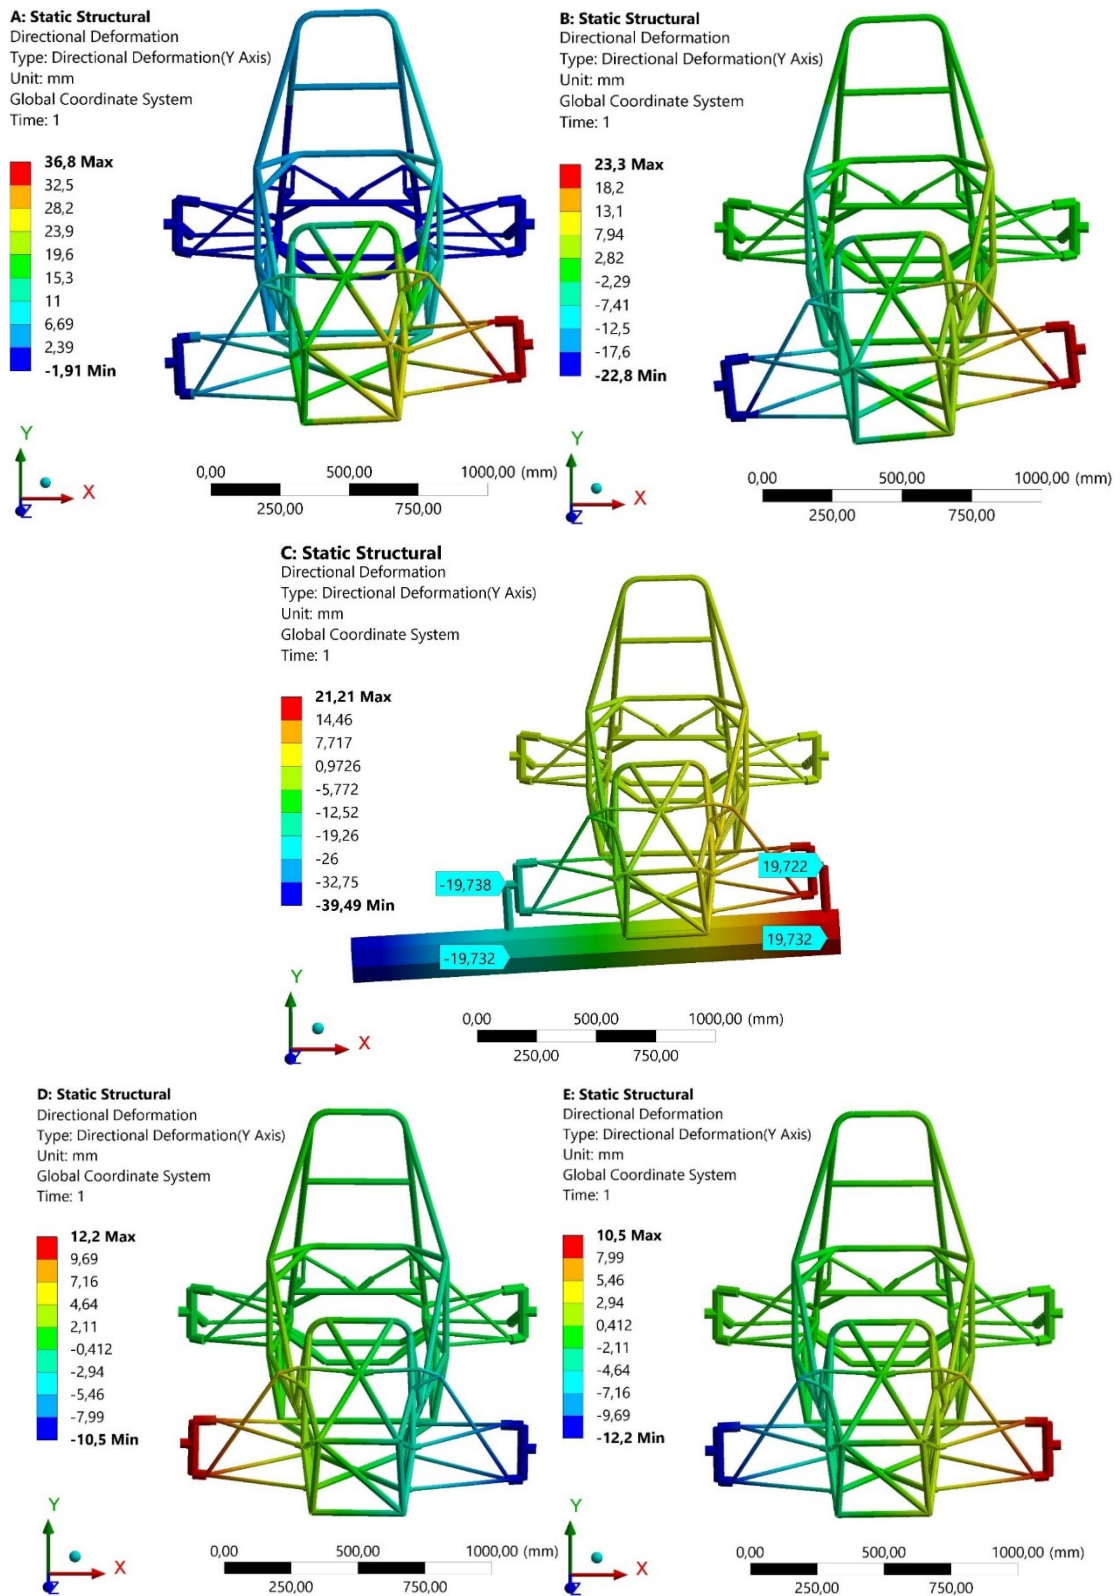 A: Static Structural
Directional Deformation
Type: Directional Deformation(Y Axis)
Unit: mm
Global Coordinate System
Time: 1
36,8 Max
32,5
28,2
23,9
19,6
15,3
11
6,69
2,39
-1,91 Min
Y
X
Z
0,00 500,00 1000,00 (mm)
250,00 750,00
B: Static Structural
Directional Deformation
Type: Directional Deformation(Y Axis)
Unit: mm
Global Coordinate System
Time: 1
23,3 Max
18,2
13,1
7,94
2,82
-2,29
-7,41
-12,5
-17,6
-22,8 Min
Y
X
Z
0,00 500,00 1000,00 (mm)
250,00 750,00
C: Static Structural
Directional Deformation
Type: Directional Deformation(Y Axis)
Unit: mm
Global Coordinate System
Time: 1
21,21 Max
14,46
7,717
0,9726
-5,772
-12,52
-19,26
-26
-32,75
-39,49 Min
19,722
-19,738
19,732
-19,732
Y
X
Z
0,00 500,00 1000,00 (mm)
250,00 750,00
D: Static Structural
Directional Deformation
Type: Directional Deformation(Y Axis)
Unit: mm
Global Coordinate System
Time: 1
12,2 Max
9,69
7,16
4,64
2,11
-0,412
-2,94
-5,46
-7,99
-10,5 Min
Y
X
Z
0,00 500,00 1000,00 (mm)
250,00 750,00
E: Static Structural
Directional Deformation
Type: Directional Deformation(Y Axis)
Unit: mm
Global Coordinate System
Time: 1
10,5 Max
7,99
5,46
2,94
0,412
-2,11
-4,64
-7,16
-9,69
-12,2 Min
Y
X
Z
0,00 500,00 1000,00 (mm)
250,00 750,00